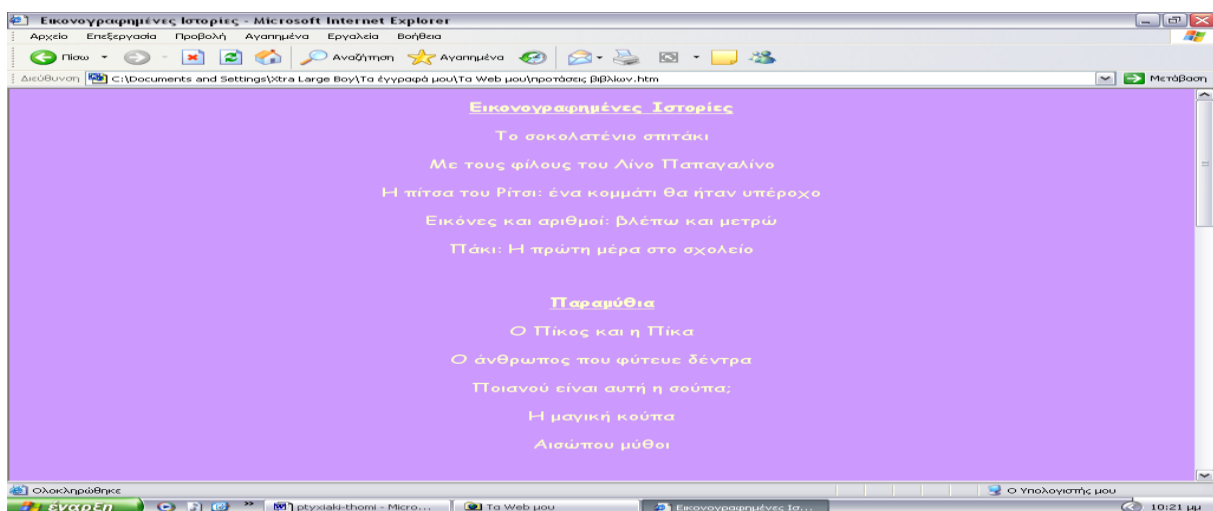 Εικονογραφημένες Ιστορίες - Microsoft Internet Explorer
Αρχείο Επεξεργασία Προβολή Αγαπημένα Εργαλεία Βοήθεια
Πίσω Αναζήτηση Αγαπημένα
Διεύθυνση C:\Documents and Settings\Xtra Large Boy\Τα έγγραφά μου\Τα Web μου\προτάσεις βιβλίων.htm Μετάβαση
Εικονογραφημένες Ιστορίες
Το σοκολατένιο σπιτάκι
Με τους φίλους του Λίνο Παπαγαλίνο
Η πίτσα του Ρίτσι: ένα κομμάτι θα ήταν υπέροχο
Εικόνες και αριθμοί: βλέπω και μετρώ
Πάκι: Η πρώτη μέρα στο σχολείο
Παραμύθια
Ο Πίκος και η Πίκα
Ο άνθρωπος που φύτευε δέντρα
Ποιανού είναι αυτή η σούπα;
Η μαγική κούπα
Αισώπου μύθοι
Ολοκληρώθηκε Ο Υπολογιστής μου
έναρξη ptyxiaki-thomi - Micro... Τα Web μου Εικονογραφημένες Ισ... 10:21 μμ